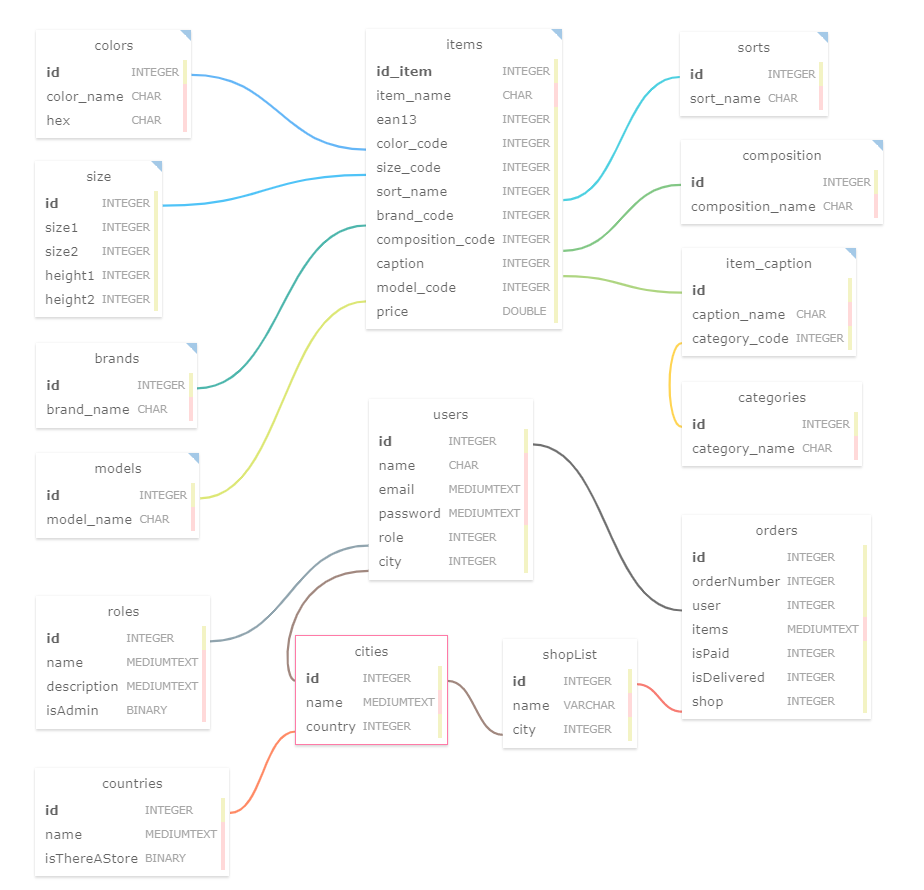 colors
id INTEGER
color_name CHAR
hex CHAR
size
id INTEGER
size1 INTEGER
size2 INTEGER
height1 INTEGER
height2 INTEGER
brands
id INTEGER
brand_name CHAR
models
id INTEGER
model_name CHAR
items
id_item INTEGER
item_name CHAR
ean13 INTEGER
color_code INTEGER
size_code INTEGER
sort_name INTEGER
brand_code INTEGER
composition_code INTEGER
caption INTEGER
model_code INTEGER
price DOUBLE
sorts
id INTEGER
sort_name CHAR
composition
id INTEGER
composition_name CHAR
item_caption
id
caption_name CHAR
category_code INTEGER
categories
id INTEGER
category_name CHAR
users
id INTEGER
name CHAR
email MEDIUMTEXT
password MEDIUMTEXT
role INTEGER
city INTEGER
orders
id INTEGER
orderNumber INTEGER
user INTEGER
items MEDIUMTEXT
isPaid INTEGER
isDelivered INTEGER
shop INTEGER
roles
id INTEGER
name MEDIUMTEXT
description MEDIUMTEXT
isAdmin BINARY
cities
id INTEGER
name MEDIUMTEXT
country INTEGER
shopList
id INTEGER
name VARCHAR
city INTEGER
countries
id INTEGER
name MEDIUMTEXT
isThereAStore BINARY